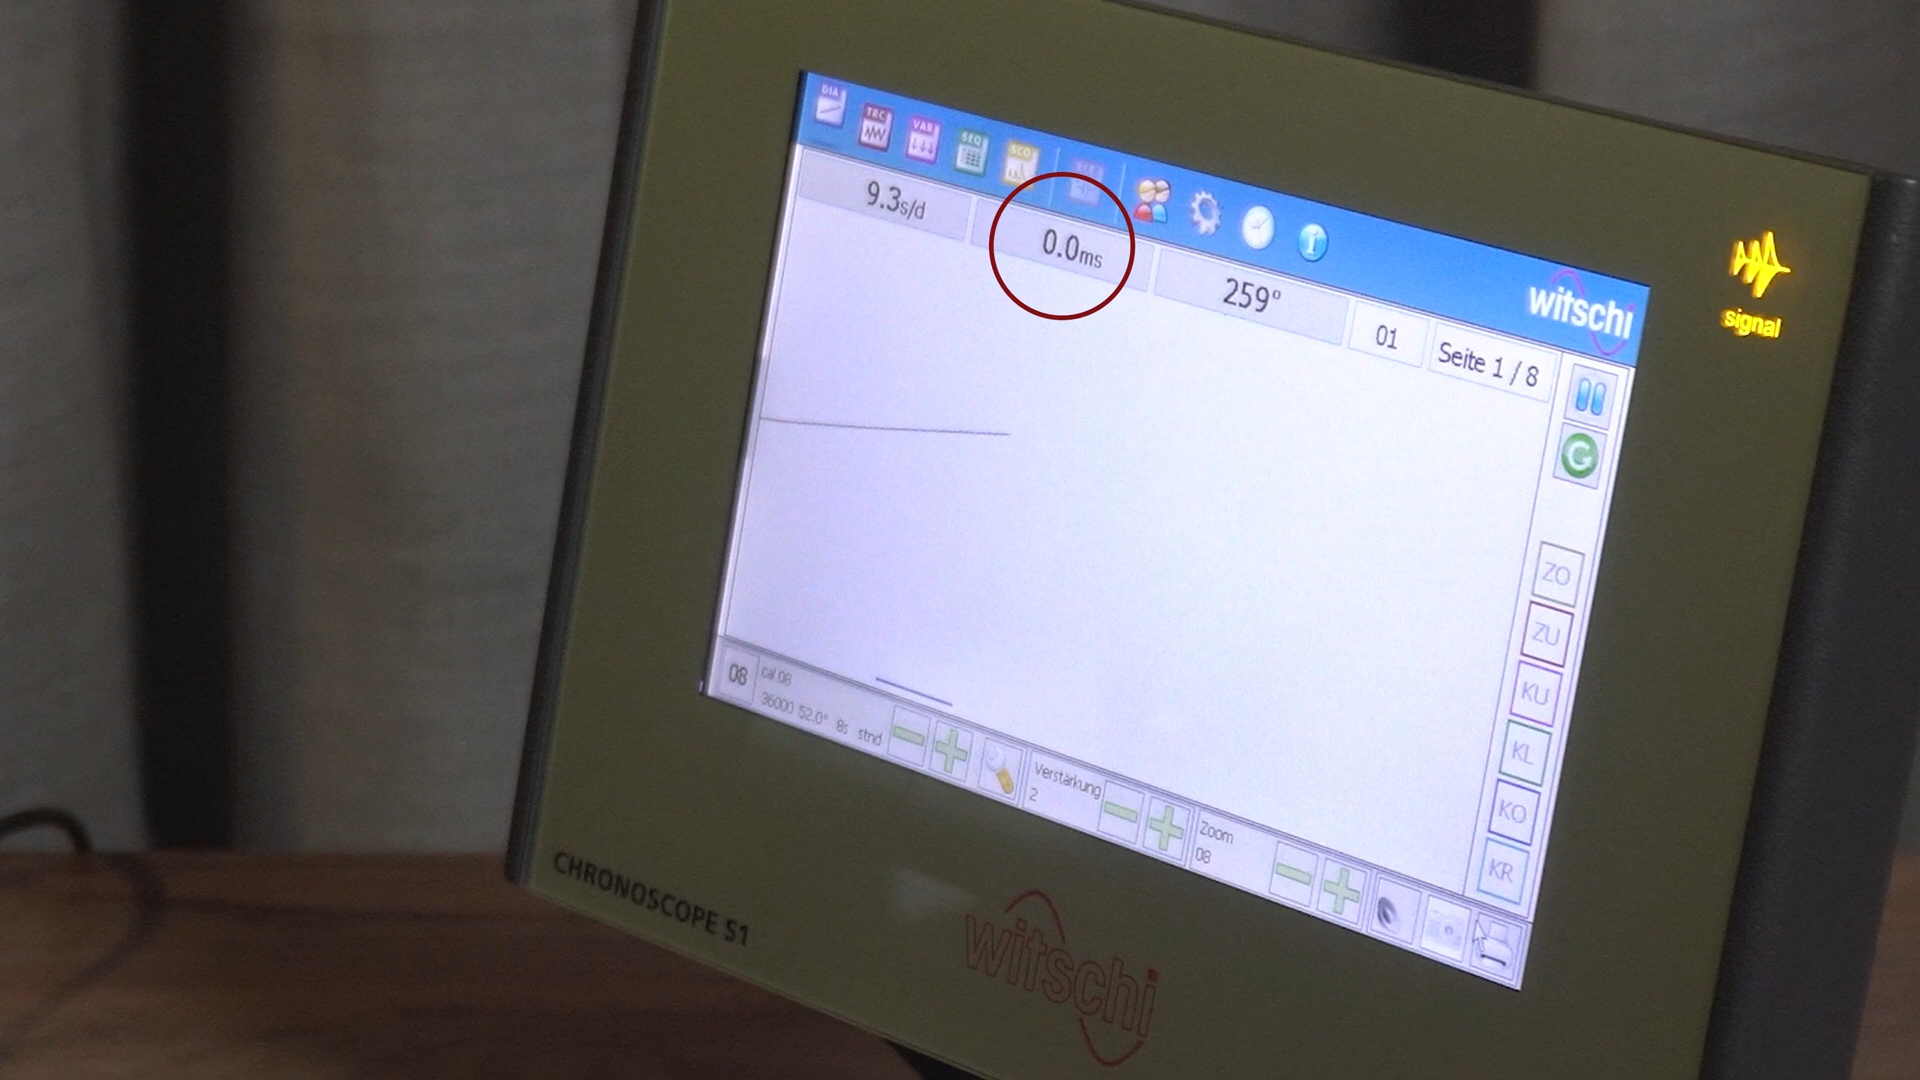 DIA
TRC
VAR
SEQ
SCO
9.3s/d
0.0ms
259°
01
Seite 1 / 8
witschi
signal
ZO
ZU
KU
KL
KO
KR
08
cal 08
36000 52.0° 8s stnd
Verstärkung
2
Zoom
08
CHRONOSCOPE S1
witschi